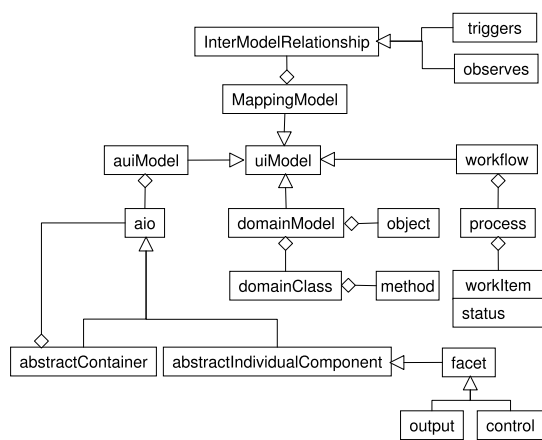 triggers
InterModelRelationship
observes
MappingModel
auiModel
uiModel
workflow
aio
domainModel
object
process
domainClass
method
workItem
status
abstractContainer
abstractIndividualComponent
facet
output
control